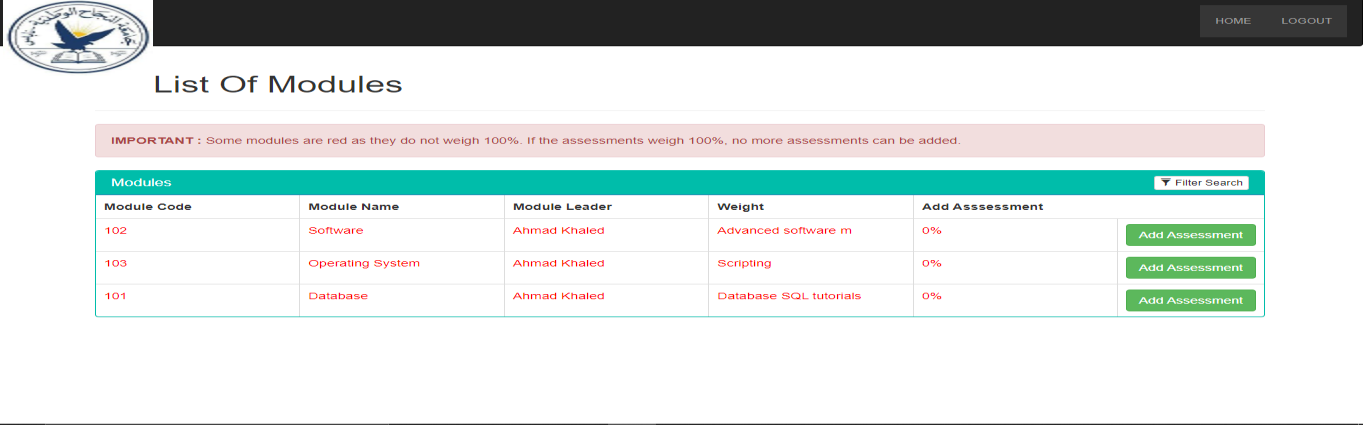 جامعة النجاح الوطنية
HOME LOGOUT
List Of Modules
IMPORTANT : Some modules are red as they do not weigh 100%. If the assessments weigh 100%, no more assessments can be added.
Modules Filter Search
Module Code Module Name Module Leader Weight Add Asssessment
102 Software Ahmad Khaled Advanced software m 0% Add Assessment
103 Operating System Ahmad Khaled Scripting 0% Add Assessment
101 Database Ahmad Khaled Database SQL tutorials 0% Add Assessment